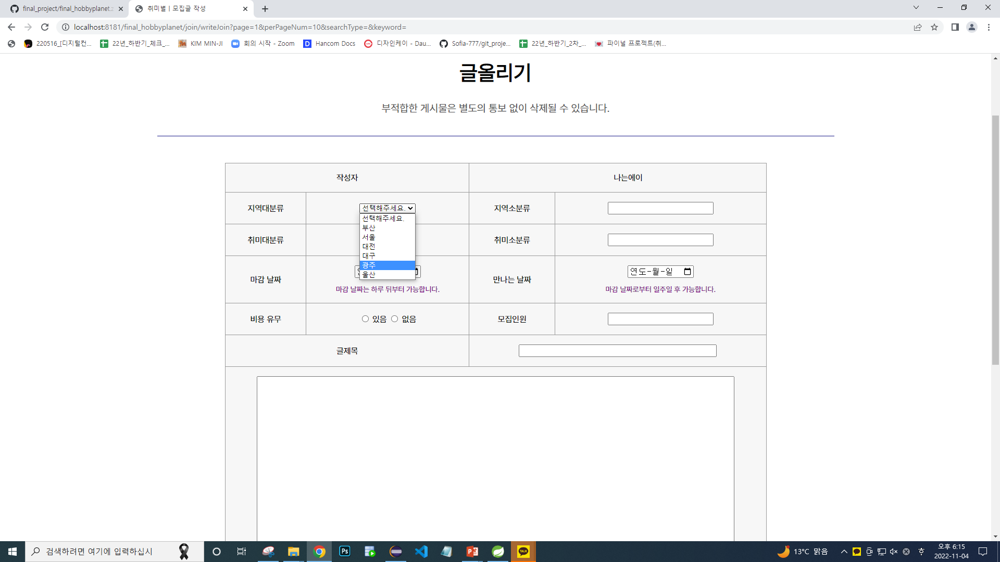 final_project/final_hobbyplanet.z
취미별 | 모집글 작성
localhost:8181/final_hobbyplanet/join/writeJoin?page=1&perPageNum=10&searchType=&keyword=
220516_[디지털컨...
22년_하반기_체크_...
KIM MIN-JI
회의 시작 - Zoom
Hancom Docs
디자인케이 - Dau...
Sofia-777/git_proje...
22년_하반기_2차_...
파이널 프로젝트(취...
글올리기
부적합한 게시물은 별도의 통보 없이 삭제될 수 있습니다.
작성자
나는에이
지역대분류
선택해주세요.
선택해주세요.
부산
서울
대전
대구
광주
울산
지역소분류
취미대분류
취미소분류
마감 날짜
마감 날짜는 하루 뒤부터 가능합니다.
만나는 날짜
연도-월-일
마감 날짜로부터 일주일 후 가능합니다.
비용 유무
있음 없음
모집인원
글제목
검색하려면 여기에 입력하십시
Ps
TALK
13°C 맑음
오후 6:15
2022-11-04